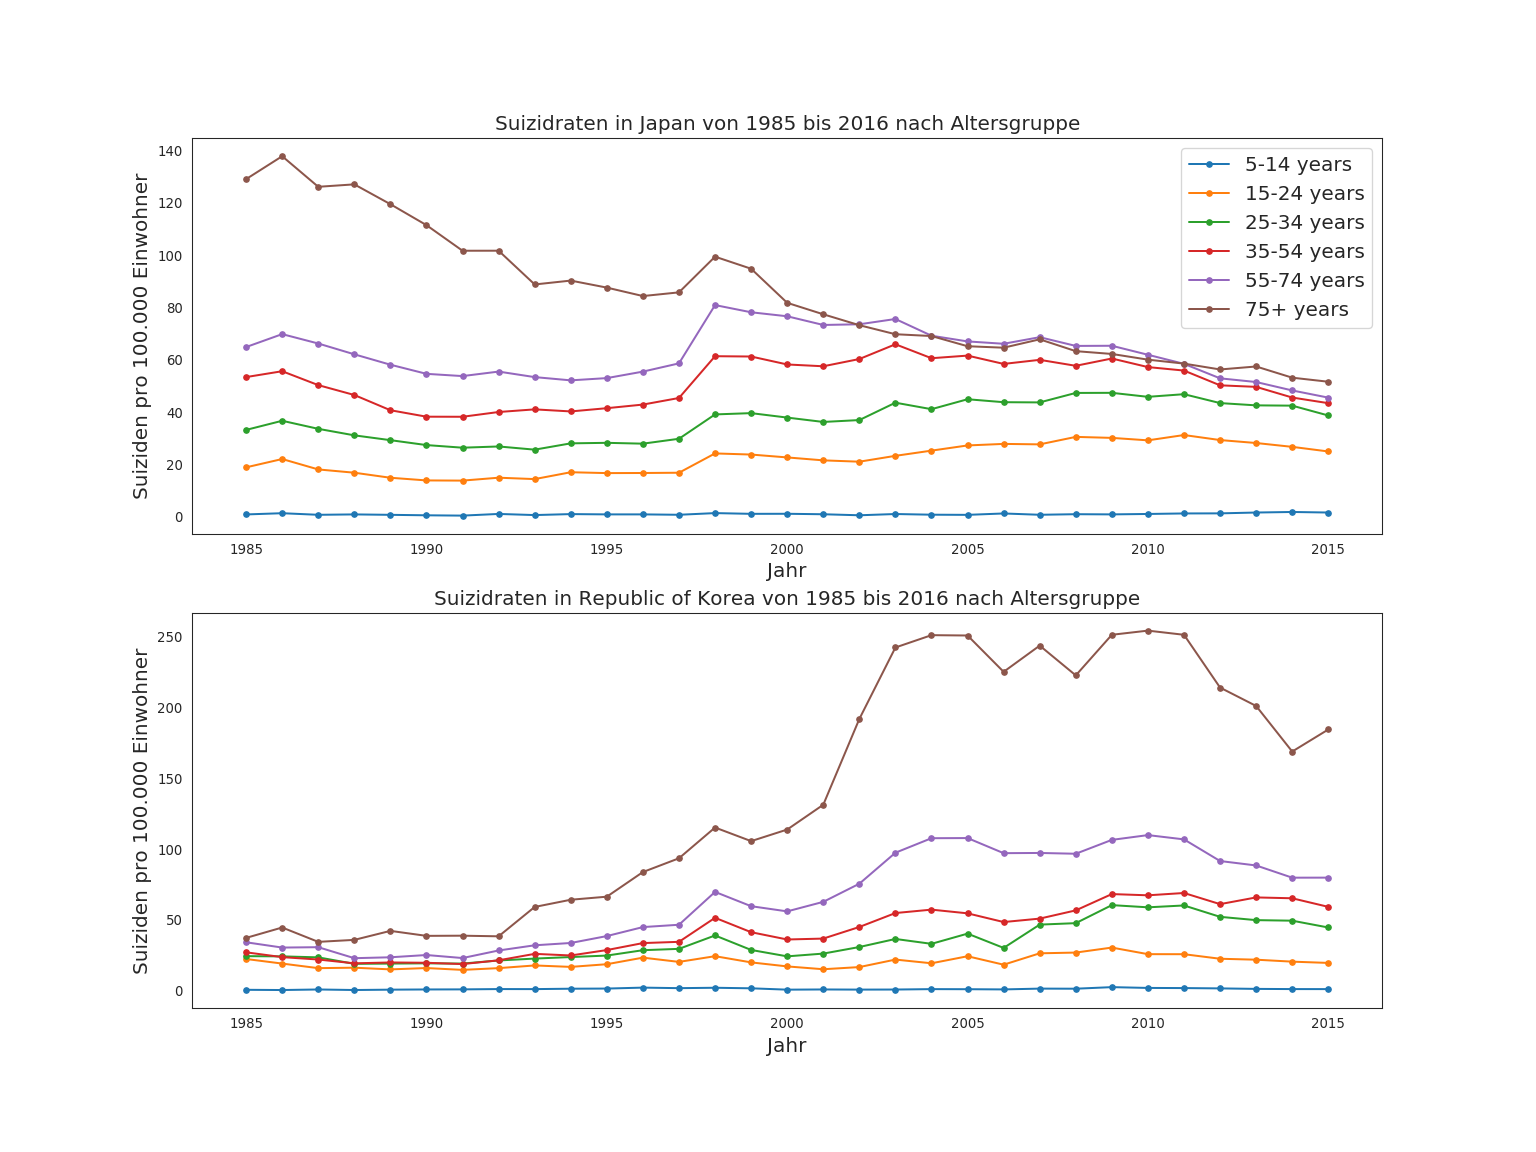 Suizidraten in Japan von 1985 bis 2016 nach Altersgruppe
Suiziden pro 100.000 Einwohner
140
120
100
80
60
40
20
0
5-14 years
15-24 years
25-34 years
35-54 years
55-74 years
75+ years
1985 1990 1995 2000 2005 2010 2015
Jahr
Suizidraten in Republic of Korea von 1985 bis 2016 nach Altersgruppe
Suiziden pro 100.000 Einwohner
250
200
150
100
50
0
1985 1990 1995 2000 2005 2010 2015
Jahr